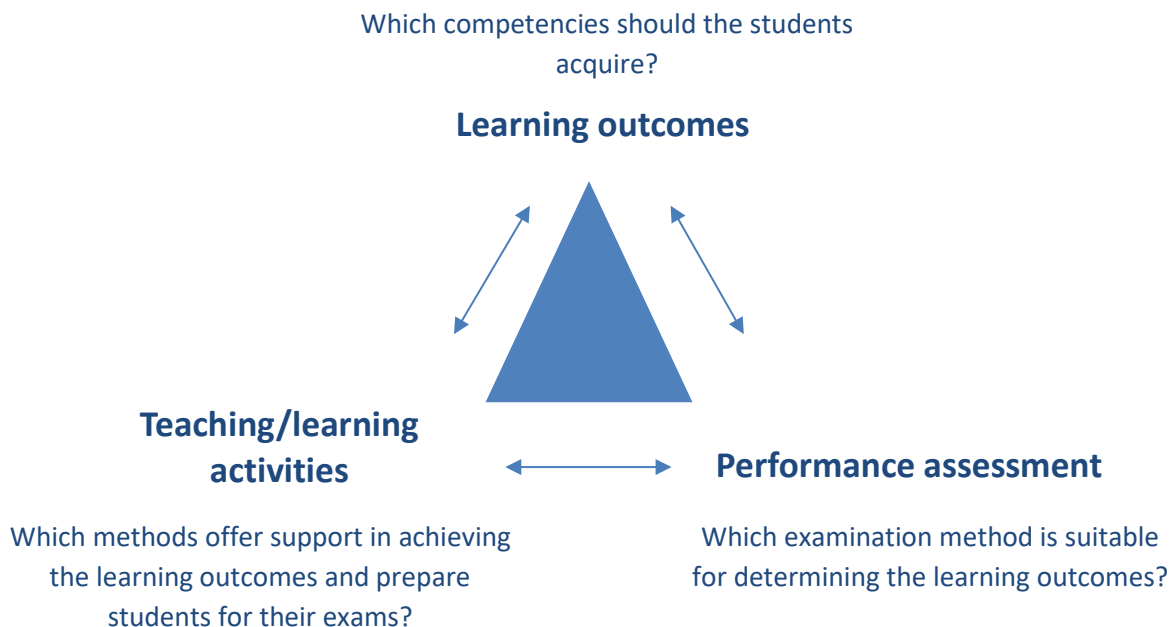 Which competencies should the students
acquire?
Learning outcomes
Teaching/learning
activities
Which methods offer support in achieving
the learning outcomes and prepare
students for their exams?
Performance assessment
Which examination method is suitable
for determining the learning outcomes?